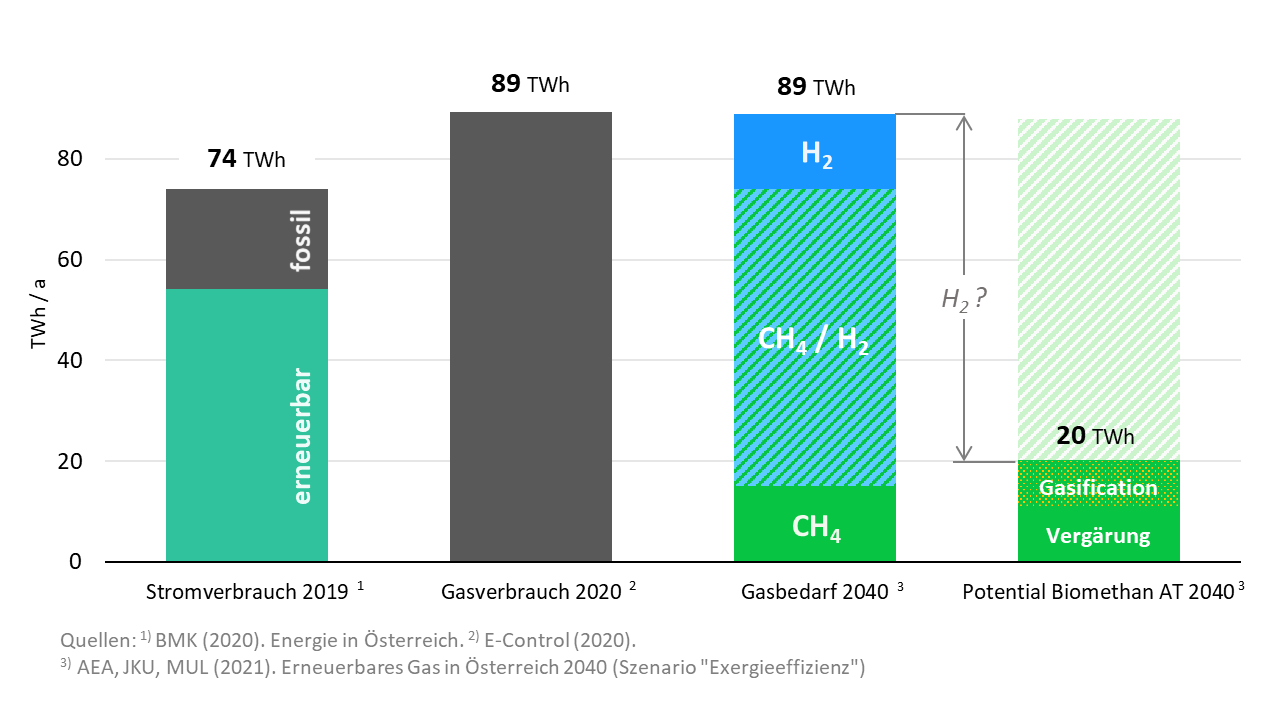 89 TWh
89 TWh
74 TWh
80
60
40
20
0
TWh / a
fossil
erneuerbar
H₂
CH₄ / H₂
CH₄
H₂ ?
20 TWh
Gasification
Vergärung
Stromverbrauch 2019 ¹
Gasverbrauch 2020 ²
Gasbedarf 2040 ³
Potential Biomethan AT 2040 ³
Quellen: ¹⁾ BMK (2020). Energie in Österreich. ²⁾ E-Control (2020).
³⁾ AEA, JKU, MUL (2021). Erneuerbares Gas in Österreich 2040 (Szenario "Exergieeffizienz")